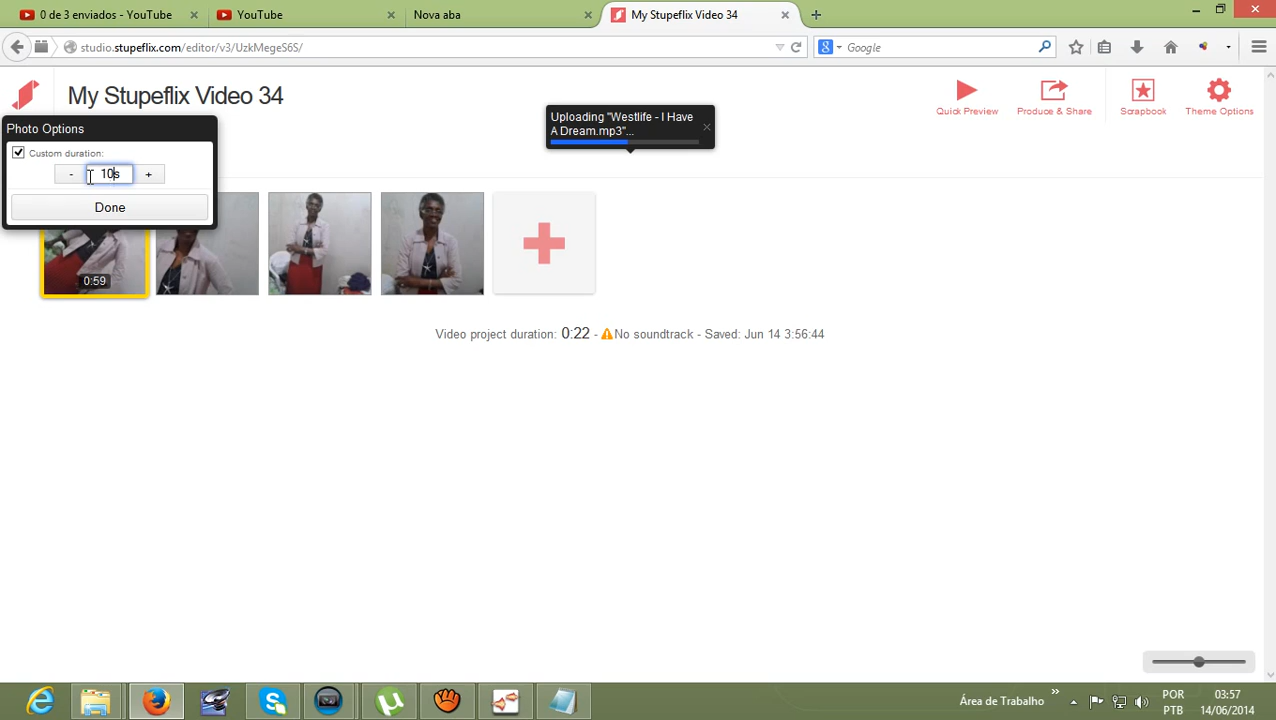 0 de 3 enviados - YouTube
YouTube
Nova aba
My Stupeflix Video 34
studio.stupeflix.com/editor/v3/UzkMegeS6S/
Google
My Stupeflix Video 34
Quick Preview
Produce & Share
Scrapbook
Theme Options
Uploading "Westlife - I Have
A Dream.mp3"...
Photo Options
Custom duration:
- 10s +
Done
0:59
Video project duration: 0:22 - No soundtrack - Saved: Jun 14 3:56:44
Área de Trabalho
POR
PTB
03:57
14/06/2014